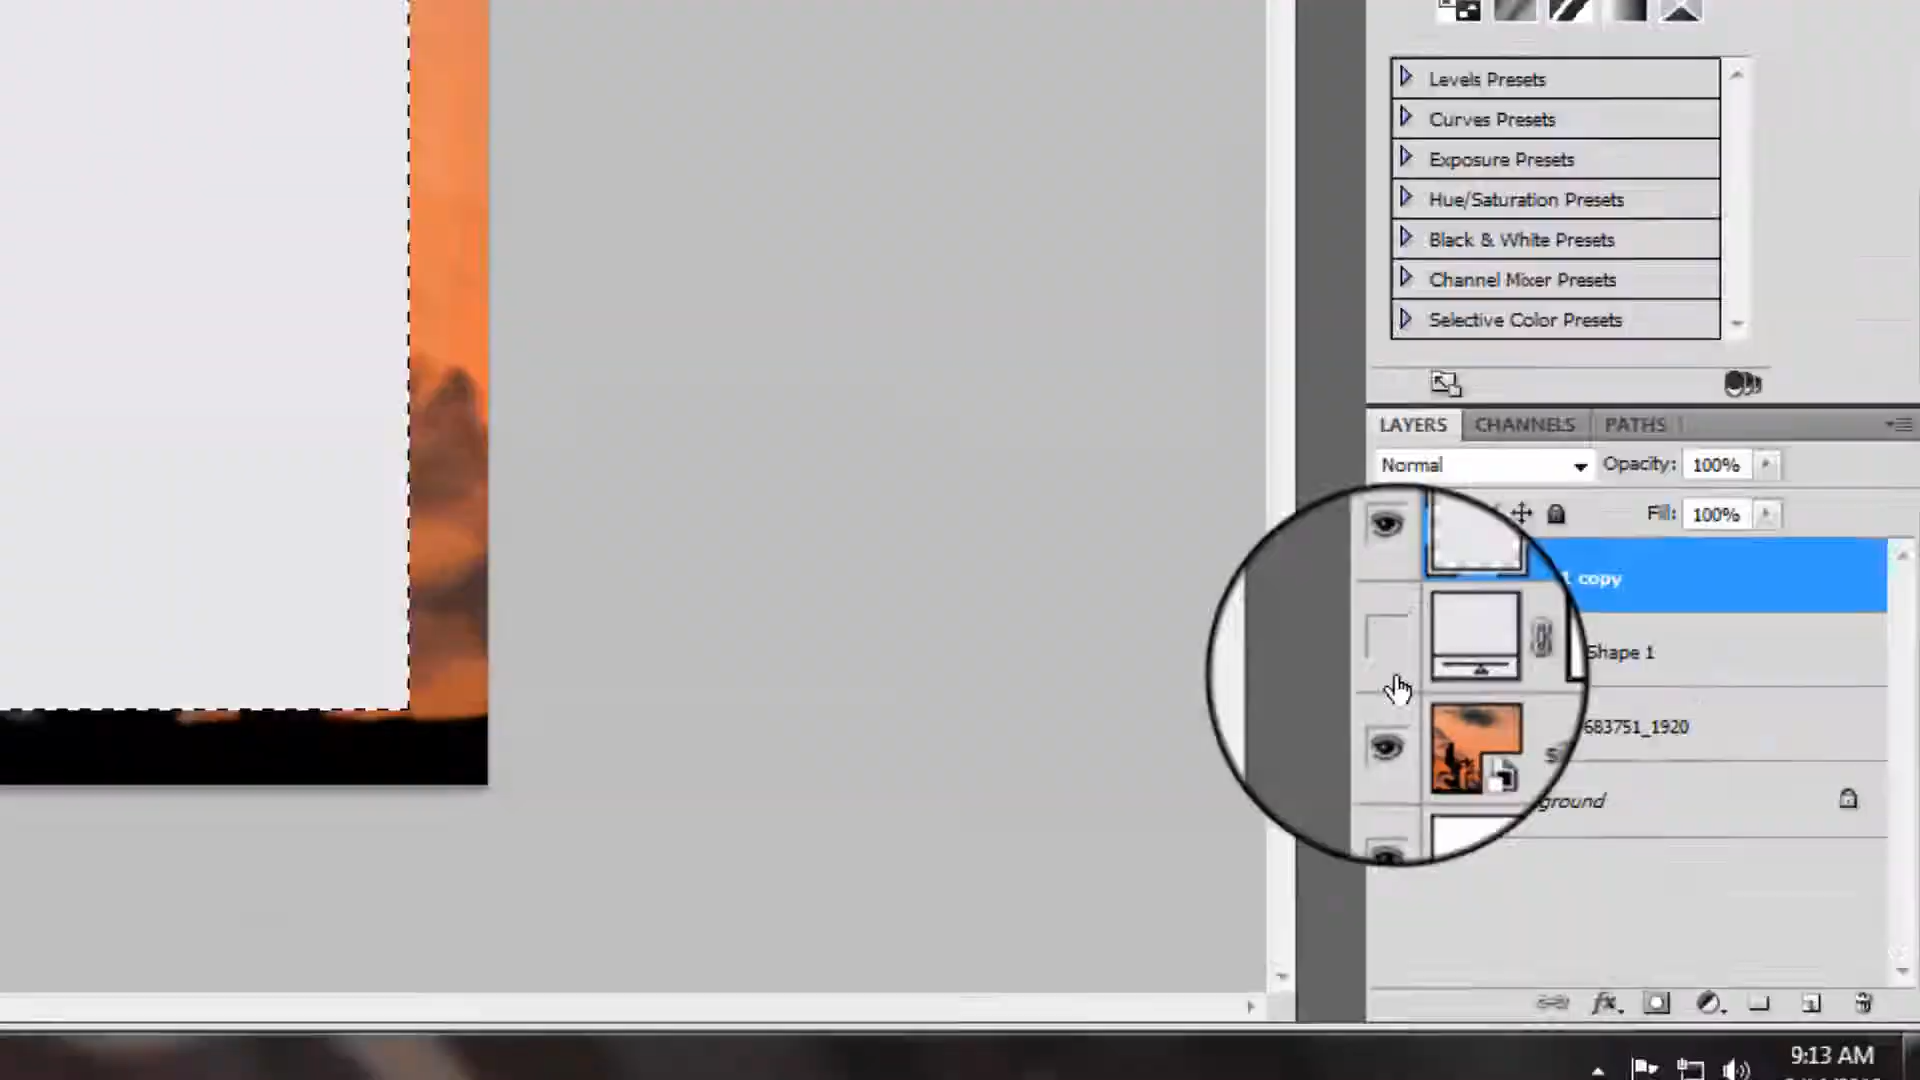 Levels Presets
Curves Presets
Exposure Presets
Hue/Saturation Presets
Black & White Presets
Channel Mixer Presets
Selective Color Presets
LAYERS CHANNELS PATHS
Normal Opacity: 100%
Fill: 100%
1 copy
Shape 1
683751_1920
ground
9:13 AM